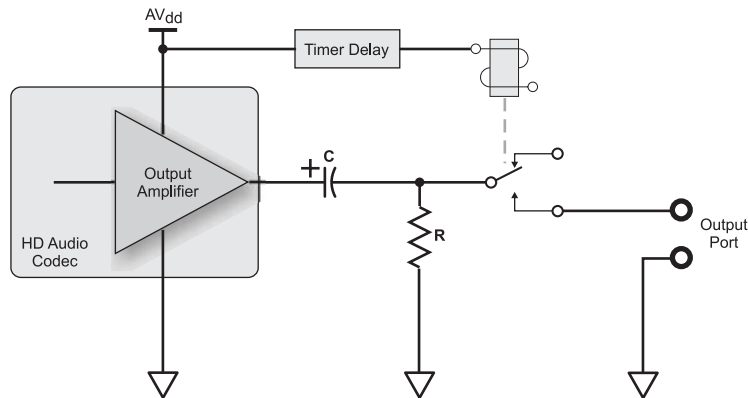 AVdd
Timer Delay
Output
Amplifier
HD Audio
Codec
+
C
R
Output
Port